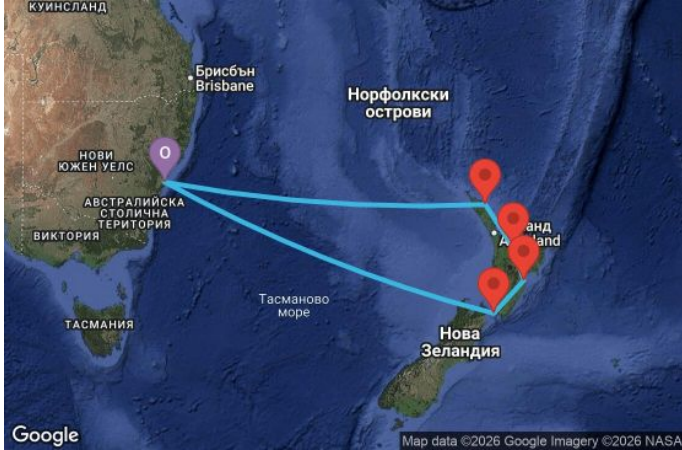 КУИНСЛАНД
Брисбън
Brisbane
Норфолкски
острови
O
НОВИ
ЮЖЕН УЕЛС
АВСТРАЛИЙСКА
СТОЛИЧНА
ТЕРИТОРИЯ
ВИКТОРИЯ
Тасманово
море
ТАСМАНИЯ
Нова
Зеландия
Google
Map data ©2026 Google Imagery ©2026 NASA